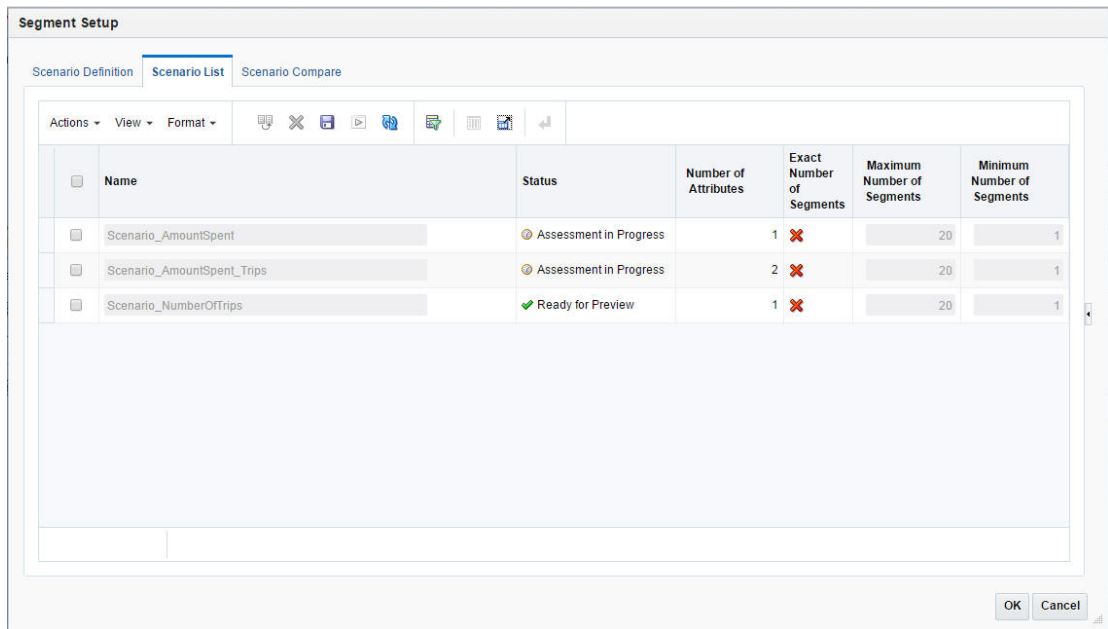 Segment Setup
Scenario Definition Scenario List Scenario Compare
Actions View Format
Name Status Number of Attributes Exact Number of Segments Maximum Number of Segments Minimum Number of Segments
Scenario_AmountSpent Assessment in Progress 1 20 1
Scenario_AmountSpent_Trips Assessment in Progress 2 20 1
Scenario_NumberOfTrips Ready for Preview 1 20 1
OK Cancel